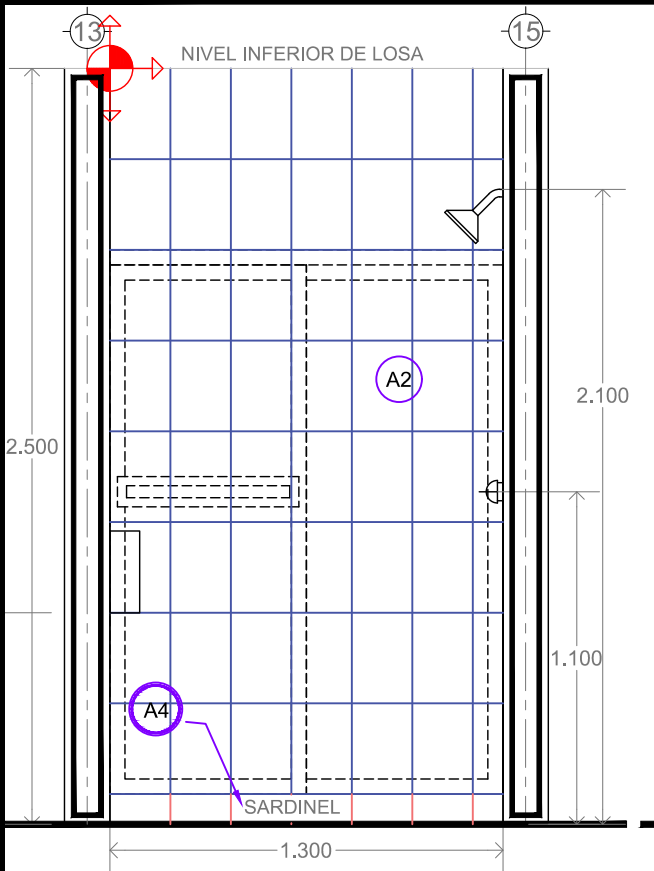 13
15
NIVEL INFERIOR DE LOSA
A2
2.100
2.500
1.100
A4
SARDINEL
1.300